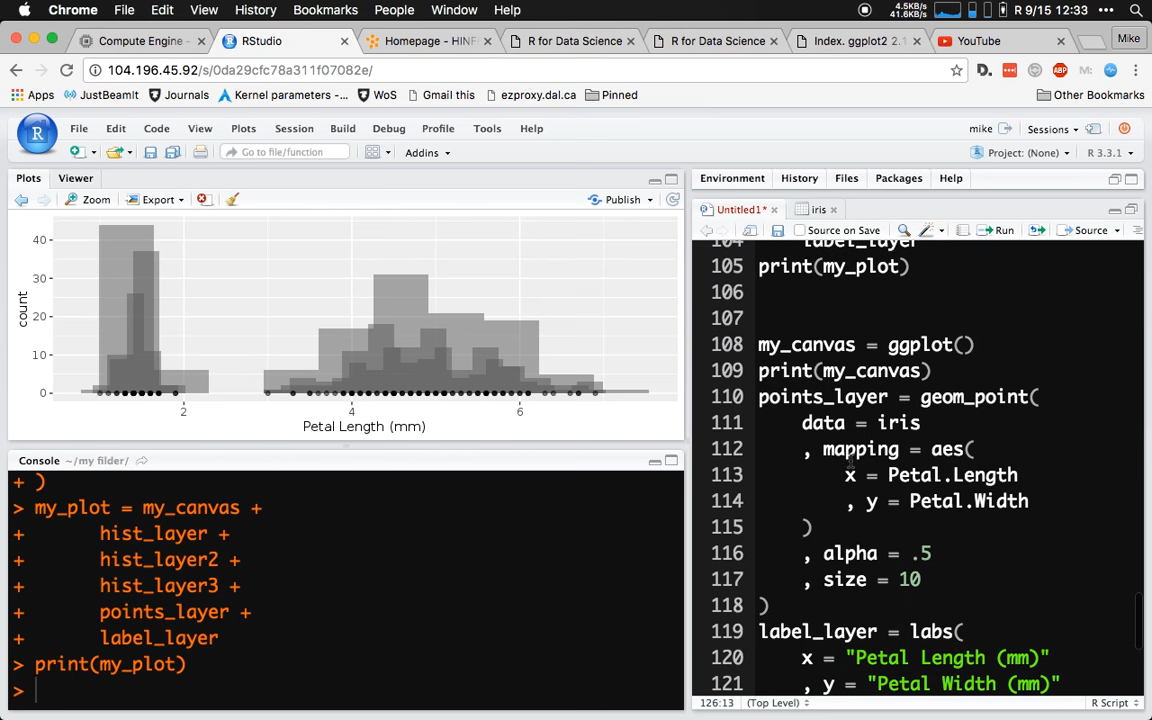 Chrome File Edit View History Bookmarks People Window Help 4.5KB/s 41.6KB/s R 9/15 12:33
Compute Engine - RStudio Homepage - HINF R for Data Science R for Data Science Index. ggplot2 2.1 YouTube Mike
104.196.45.92/s/0da29cfc78a311f07082e/ D. ABP M:
Apps JustBeamIt Journals Kernel parameters -... WoS Gmail this ezproxy.dal.ca Pinned Other Bookmarks
R File Edit Code View Plots Session Build Debug Profile Tools Help mike Sessions
Go to file/function Addins Project: (None) R 3.3.1
Plots Viewer
Zoom Export Publish
40
30
20
10
0
count
2 4 6
Petal Length (mm)
Console ~/my filder/
+ )
> my_plot = my_canvas +
+ hist_layer +
+ hist_layer2 +
+ hist_layer3 +
+ points_layer +
+ label_layer
> print(my_plot)
>
Environment History Files Packages Help
Untitled1* iris
Source on Save Run Source
104 label_layer
105 print(my_plot)
106
107
108 my_canvas = ggplot()
109 print(my_canvas)
110 points_layer = geom_point(
111 data = iris
112 , mapping = aes(
113 x = Petal.Length
114 , y = Petal.Width
115 )
116 , alpha = .5
117 , size = 10
118 )
119 label_layer = labs(
120 x = "Petal Length (mm)"
121 , y = "Petal Width (mm)"
126:13 (Top Level) R Script